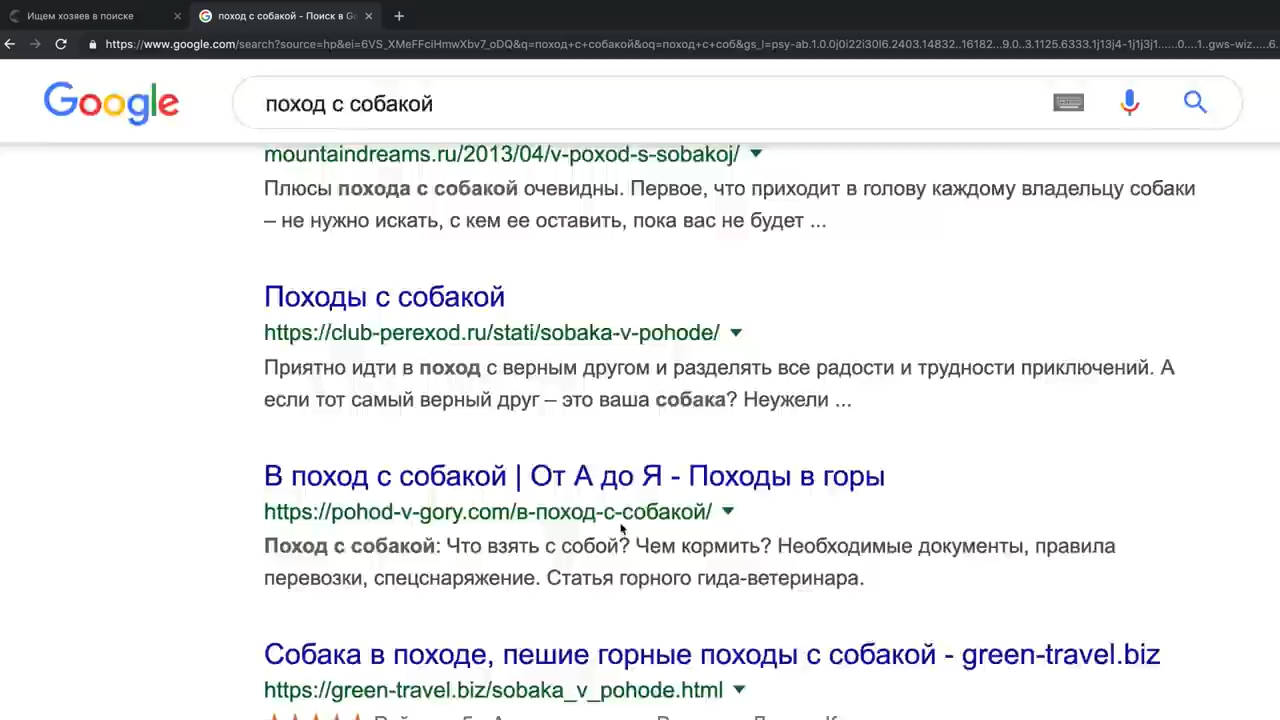 Ищем хозяев в поиске
поход с собакой - Поиск в Go
https://www.google.com/search?source=hp&ei=6VS_XMeFFciHmwXbv7_oDQ&q=поход+с+собакой&oq=поход+с+соб&gs_l=psy-ab.1.0.0j0i22i30l6.2403.14832..16182...9.0..3.1125.6333.1j13j4-1j1j3j1......0....1..gws-wiz.....6.
Google
поход с собакой
mountaindreams.ru/2013/04/v-poxod-s-sobakoj/
Плюсы похода с собакой очевидны. Первое, что приходит в голову каждому владельцу собаки
– не нужно искать, с кем ее оставить, пока вас не будет ...
Походы с собакой
https://club-perexod.ru/stati/sobaka-v-pohode/
Приятно идти в поход с верным другом и разделять все радости и трудности приключений. А
если тот самый верный друг – это ваша собака? Неужели ...
В поход с собакой | От А до Я - Походы в горы
https://pohod-v-gory.com/в-поход-с-собакой/
Поход с собакой: Что взять с собой? Чем кормить? Необходимые документы, правила
перевозки, спецснаряжение. Статья горного гида-ветеринара.
Собака в походе, пешие горные походы с собакой - green-travel.biz
https://green-travel.biz/sobaka_v_pohode.html